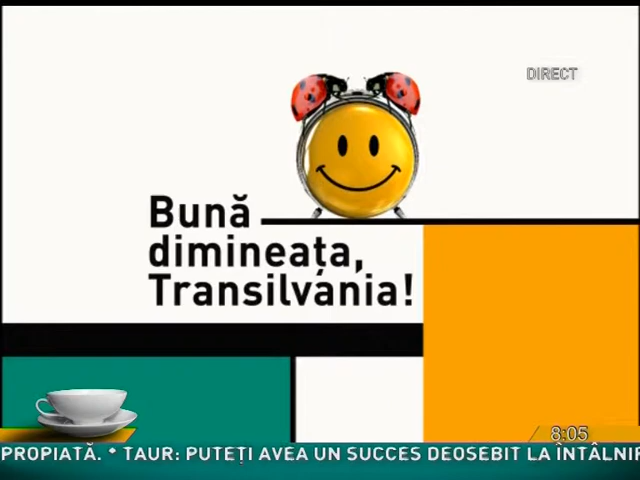 DIRECT
Bună
dimineața,
Transilvania!
8:05
PROPIATĂ. * TAUR: PUTEȚI AVEA UN SUCCES DEOSEBIT LA ÎNTÂLNIR